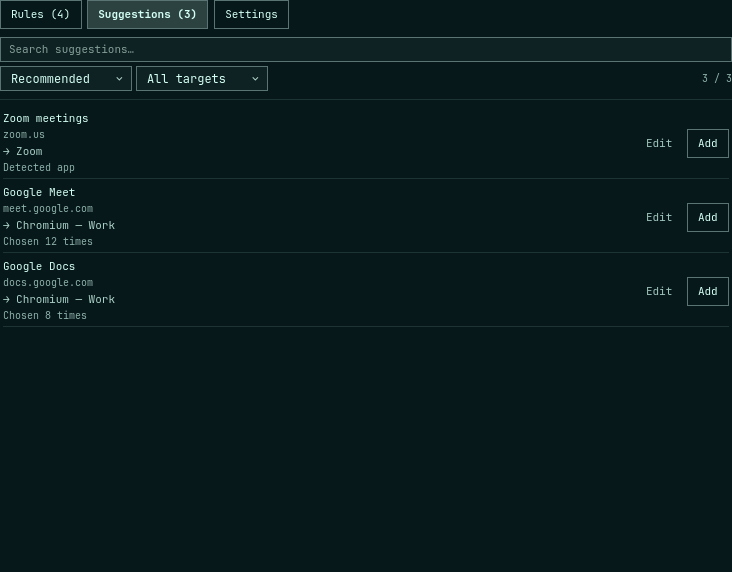 Rules (4) Suggestions (3) Settings
Search suggestions…
Recommended All targets 3 / 3
Zoom meetings
zoom.us
→ Zoom
Detected app
Edit Add
Google Meet
meet.google.com
→ Chromium — Work
Chosen 12 times
Edit Add
Google Docs
docs.google.com
→ Chromium — Work
Chosen 8 times
Edit Add